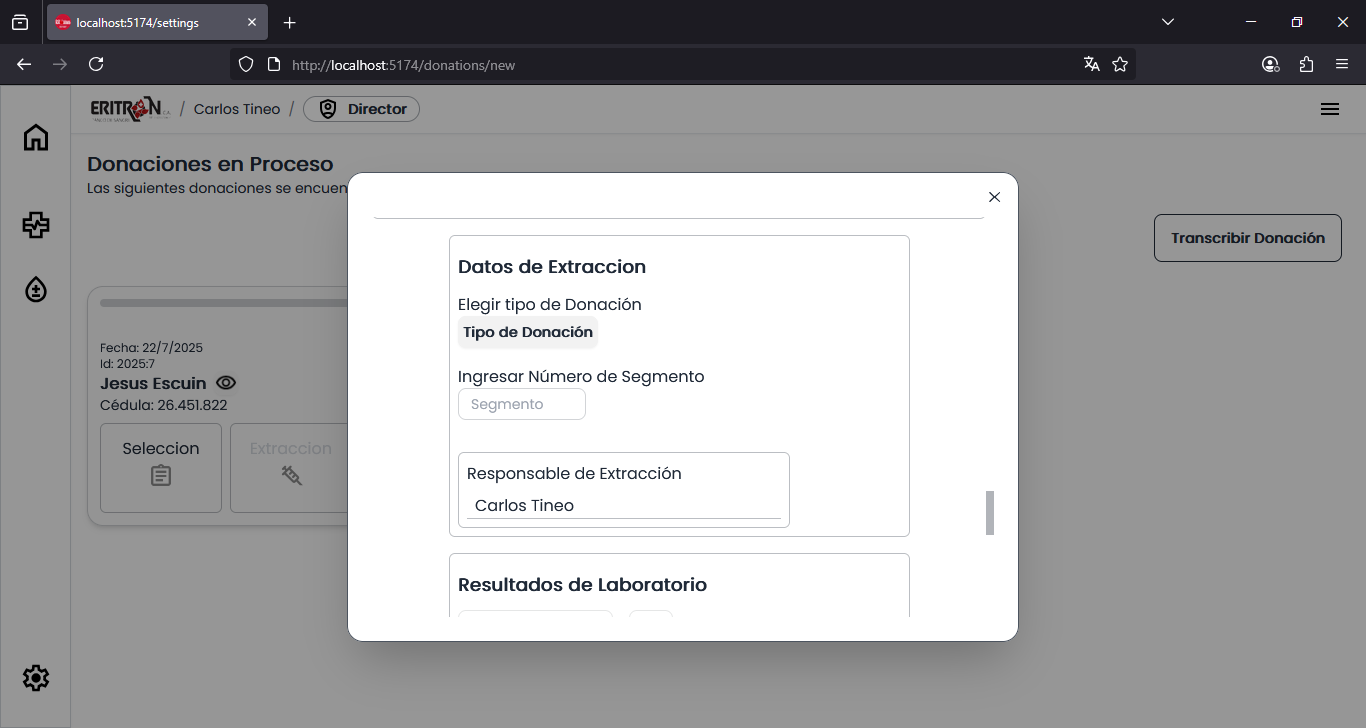 localhost:5174/settings
http://localhost:5174/donations/new
ERITRON / Carlos Tineo / Director
Donaciones en Proceso
Las siguientes donaciones se encuen
Transcribir Donación
Fecha: 22/7/2025
Id: 2025:7
Jesus Escuin
Cédula: 26.451.822
Seleccion
Extraccion
Datos de Extraccion
Elegir tipo de Donación
Tipo de Donación
Ingresar Número de Segmento
Segmento
Responsable de Extracción
Carlos Tineo
Resultados de Laboratorio